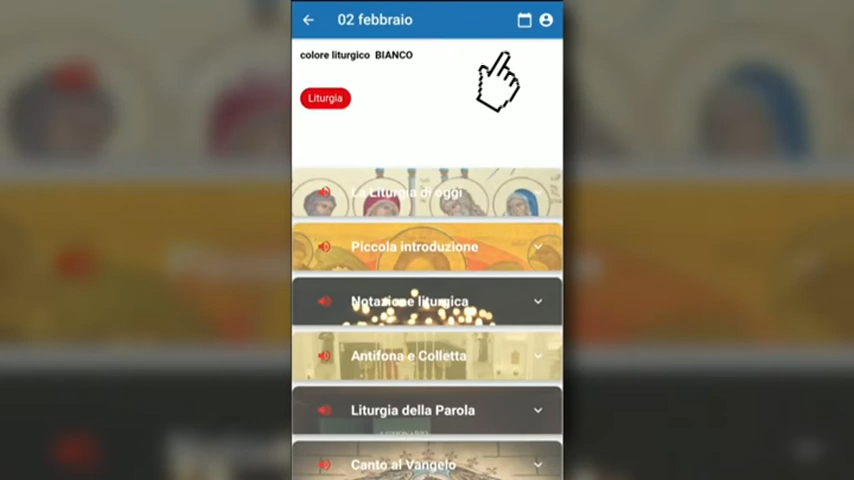 02 febbraio
colore liturgico BIANCO
Liturgia
La Liturgia di oggi
Piccola introduzione
Notazione liturgica
Antifona e Colletta
Liturgia della Parola
Canto al Vangelo